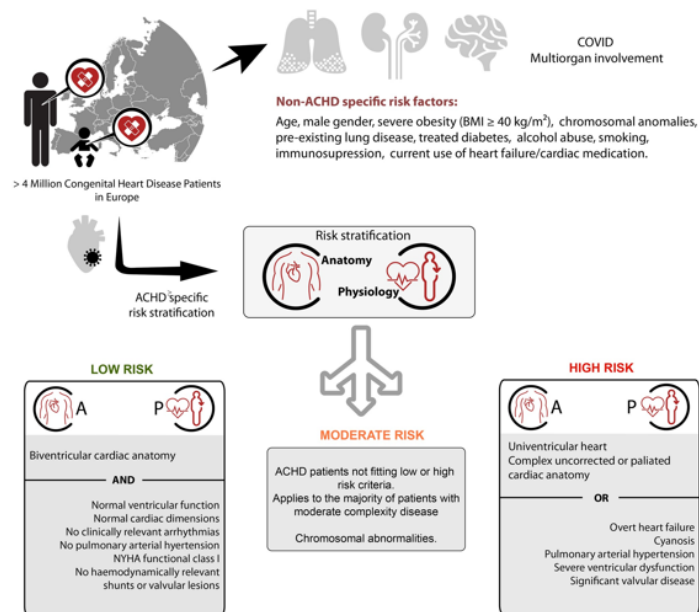 COVID
Multiorgan involvement
Non-ACHD specific risk factors:
Age, male gender, severe obesity (BMI ≥ 40 kg/m²), chromosomal anomalies,
pre-existing lung disease, treated diabetes, alcohol abuse, smoking,
immunosupression, current use of heart failure/cardiac medication.
> 4 Million Congenital Heart Disease Patients
in Europe
ACHD specific
risk stratification
Risk stratification
Anatomy
Physiology
LOW RISK
A P
Biventricular cardiac anatomy
AND
Normal ventricular function
Normal cardiac dimensions
No clinically relevant arrhythmias
No pulmonary arterial hyertension
NYHA functional class I
No haemodynamically relevant
shunts or valvular lesions
MODERATE RISK
ACHD patients not fitting low or high
risk criteria.
Applies to the majority of patients with
moderate complexity disease
Chromosomal abnormalities.
HIGH RISK
A P
Univentricular heart
Complex uncorrected or paliated
cardiac anatomy
OR
Overt heart failure
Cyanosis
Pulmonary arterial hypertension
Severe ventricular dysfunction
Significant valvular disease